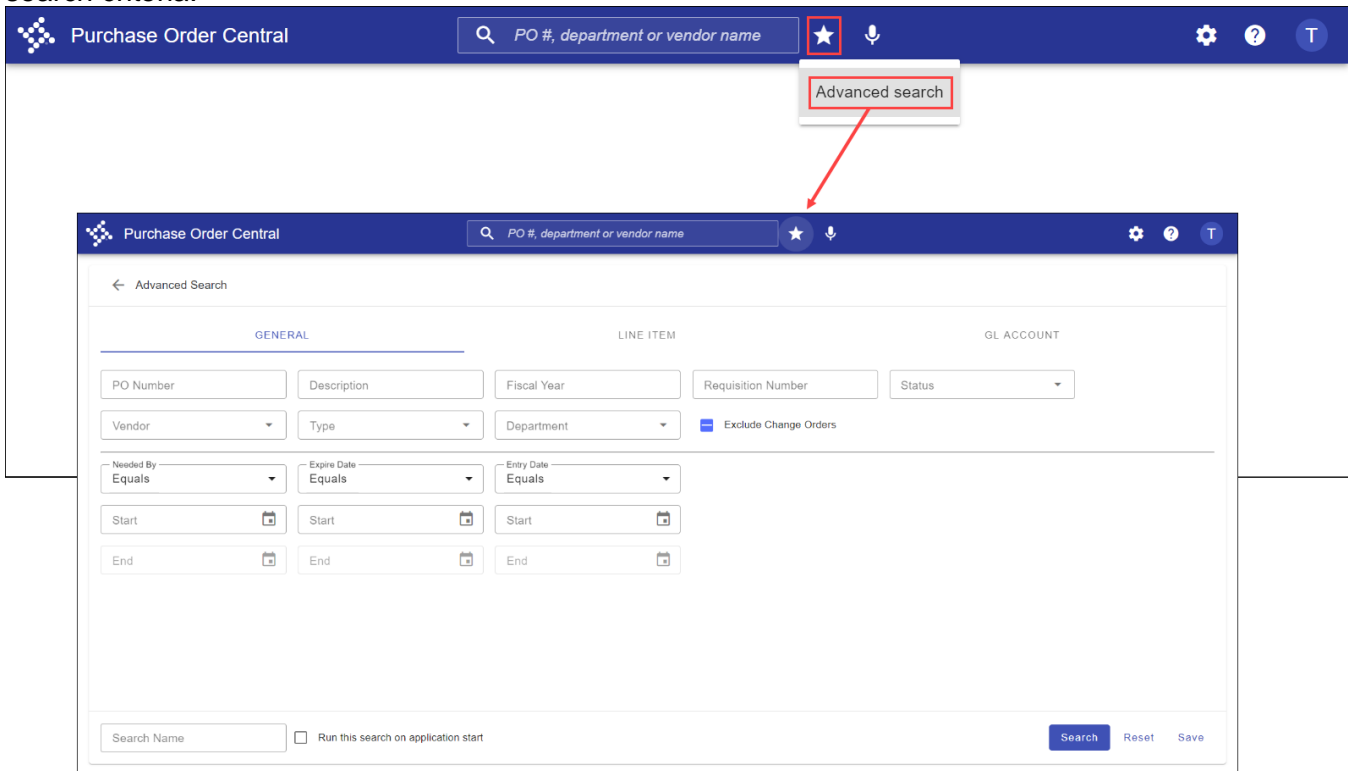 search criteria.
Purchase Order Central
PO #, department or vendor name
T
Advanced search
Purchase Order Central
PO #, department or vendor name
T
Advanced Search
GENERAL LINE ITEM GL ACCOUNT
PO Number Description Fiscal Year Requisition Number Status
Vendor Type Department Exclude Change Orders
Needed By Expire Date Entry Date
Equals Equals Equals
Start Start Start
End End End
Search Name Run this search on application start Search Reset Save